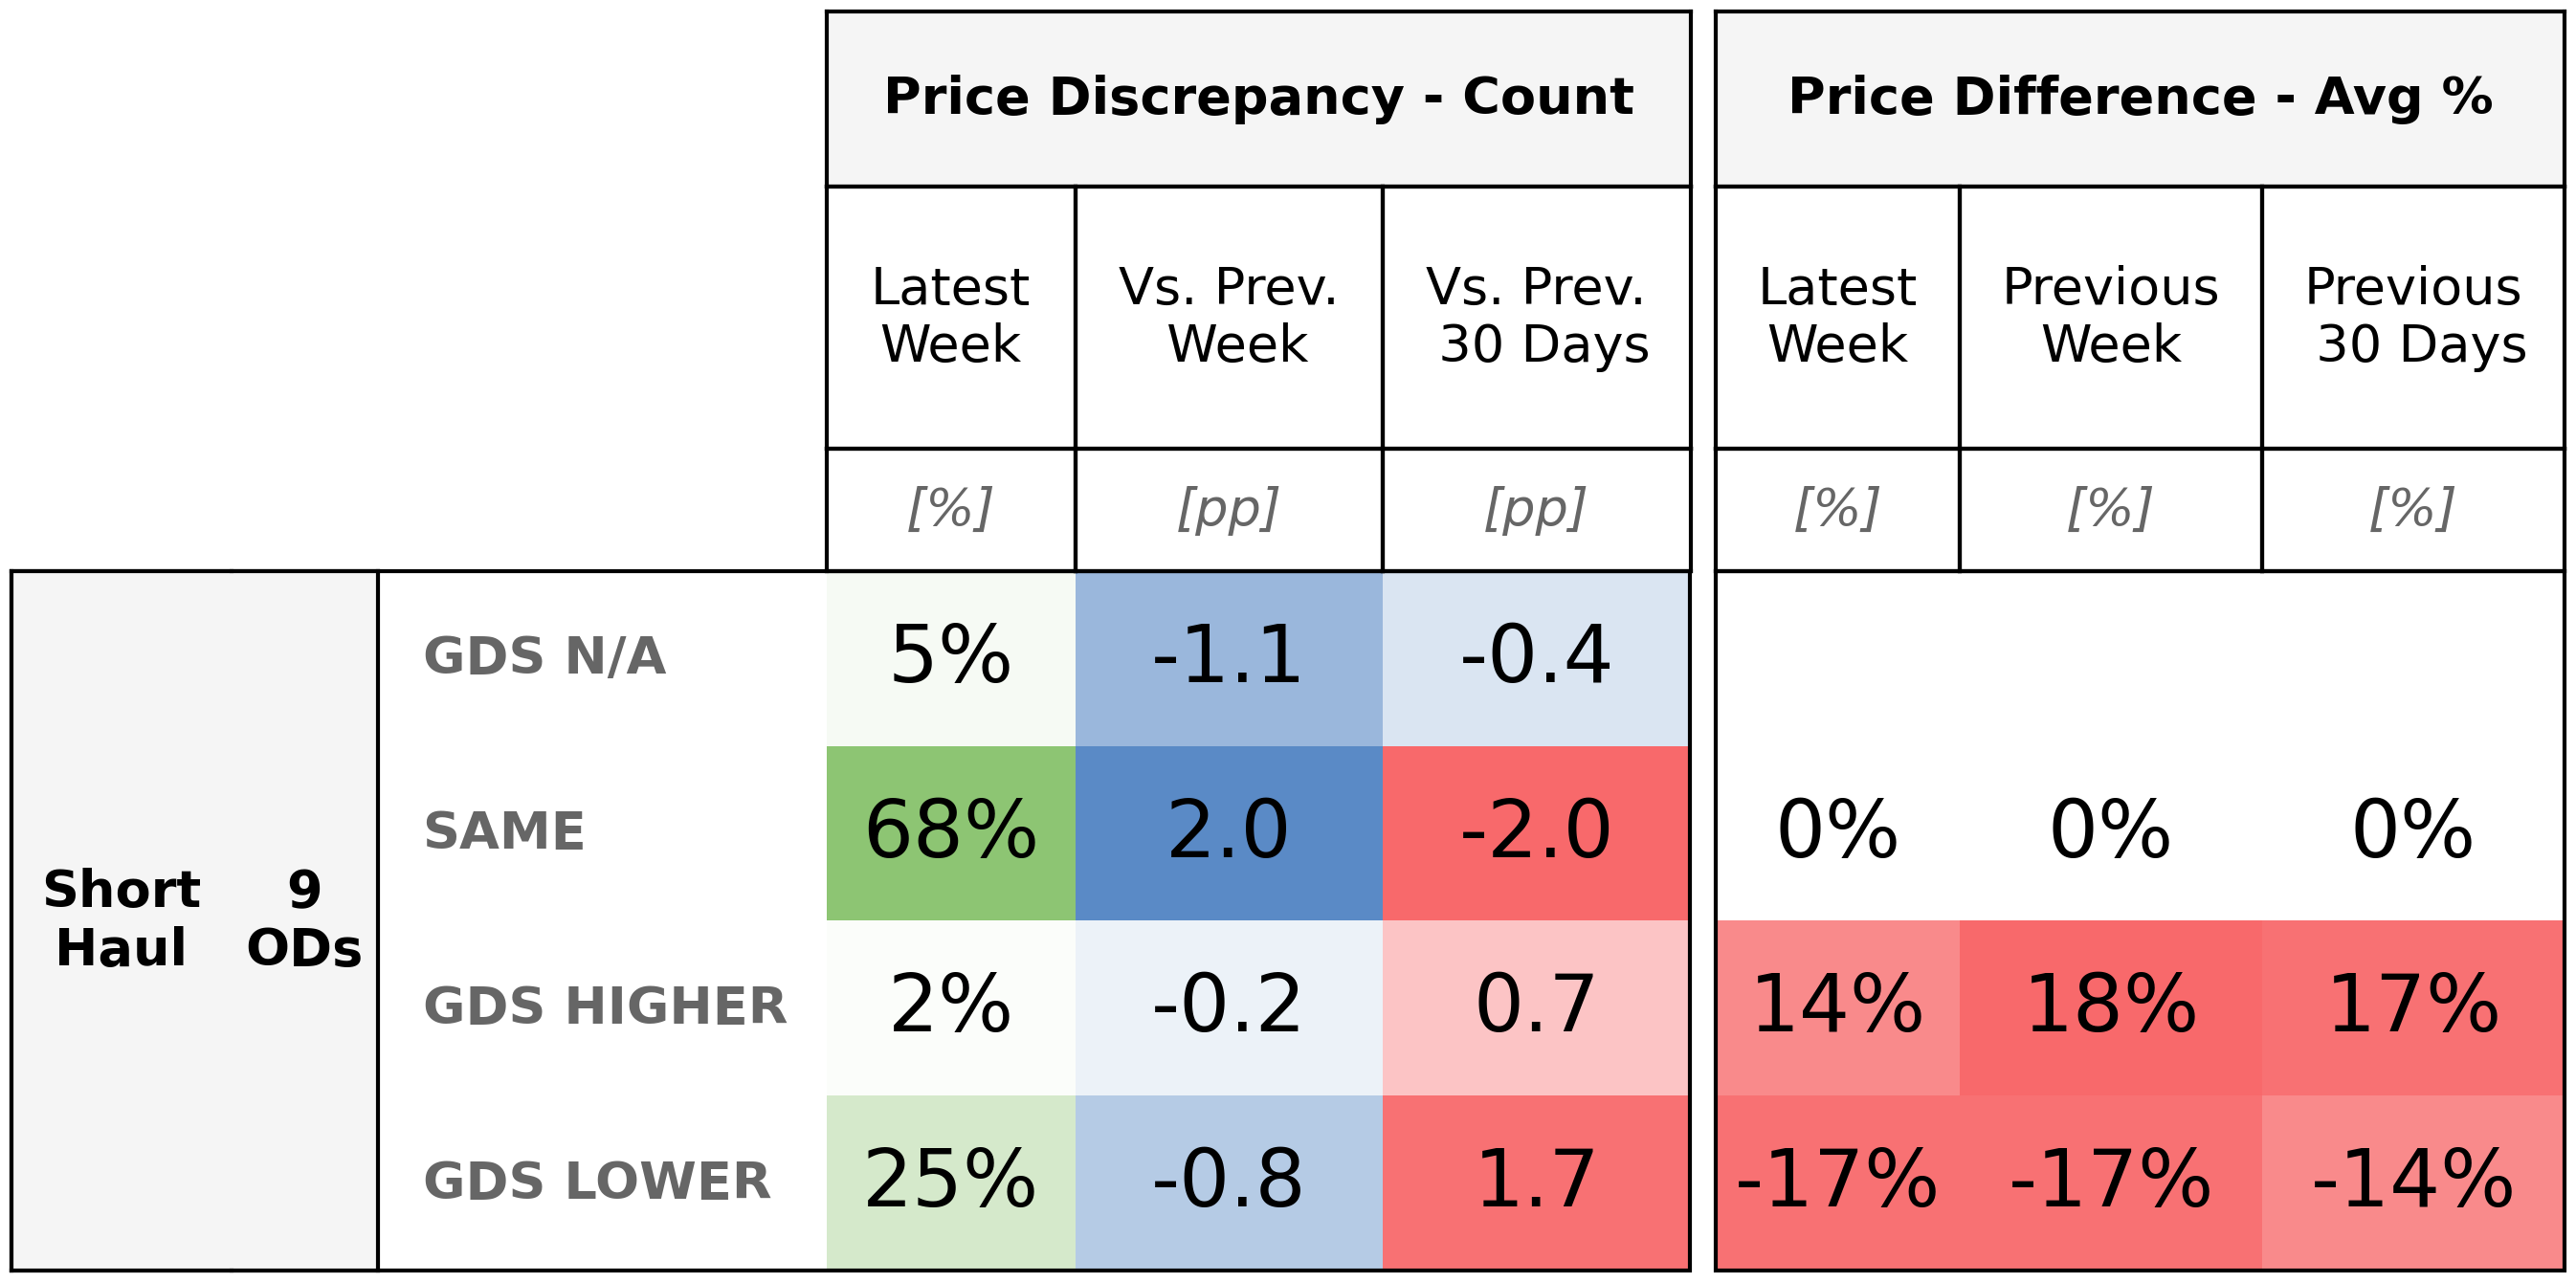 Price Discrepancy - Count
Price Difference - Avg %
Latest
Week
Vs. Prev.
Week
Vs. Prev.
30 Days
Latest
Week
Previous
Week
Previous
30 Days
[%]
[pp]
[pp]
[%]
[%]
[%]
Short
Haul
9
ODs
GDS N/A
5%
-1.1
-0.4
SAME
68%
2.0
-2.0
0%
0%
0%
GDS HIGHER
2%
-0.2
0.7
14%
18%
17%
GDS LOWER
25%
-0.8
1.7
-17%
-17%
-14%